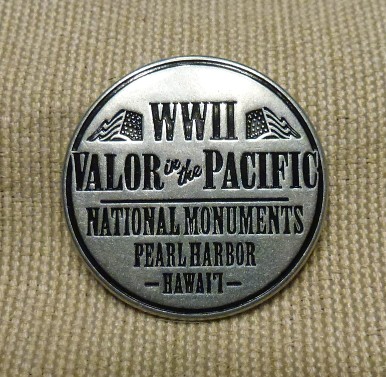 WWII
VALOR in the PACIFIC
NATIONAL MONUMENTS
PEARL HARBOR
—HAWAI'I—